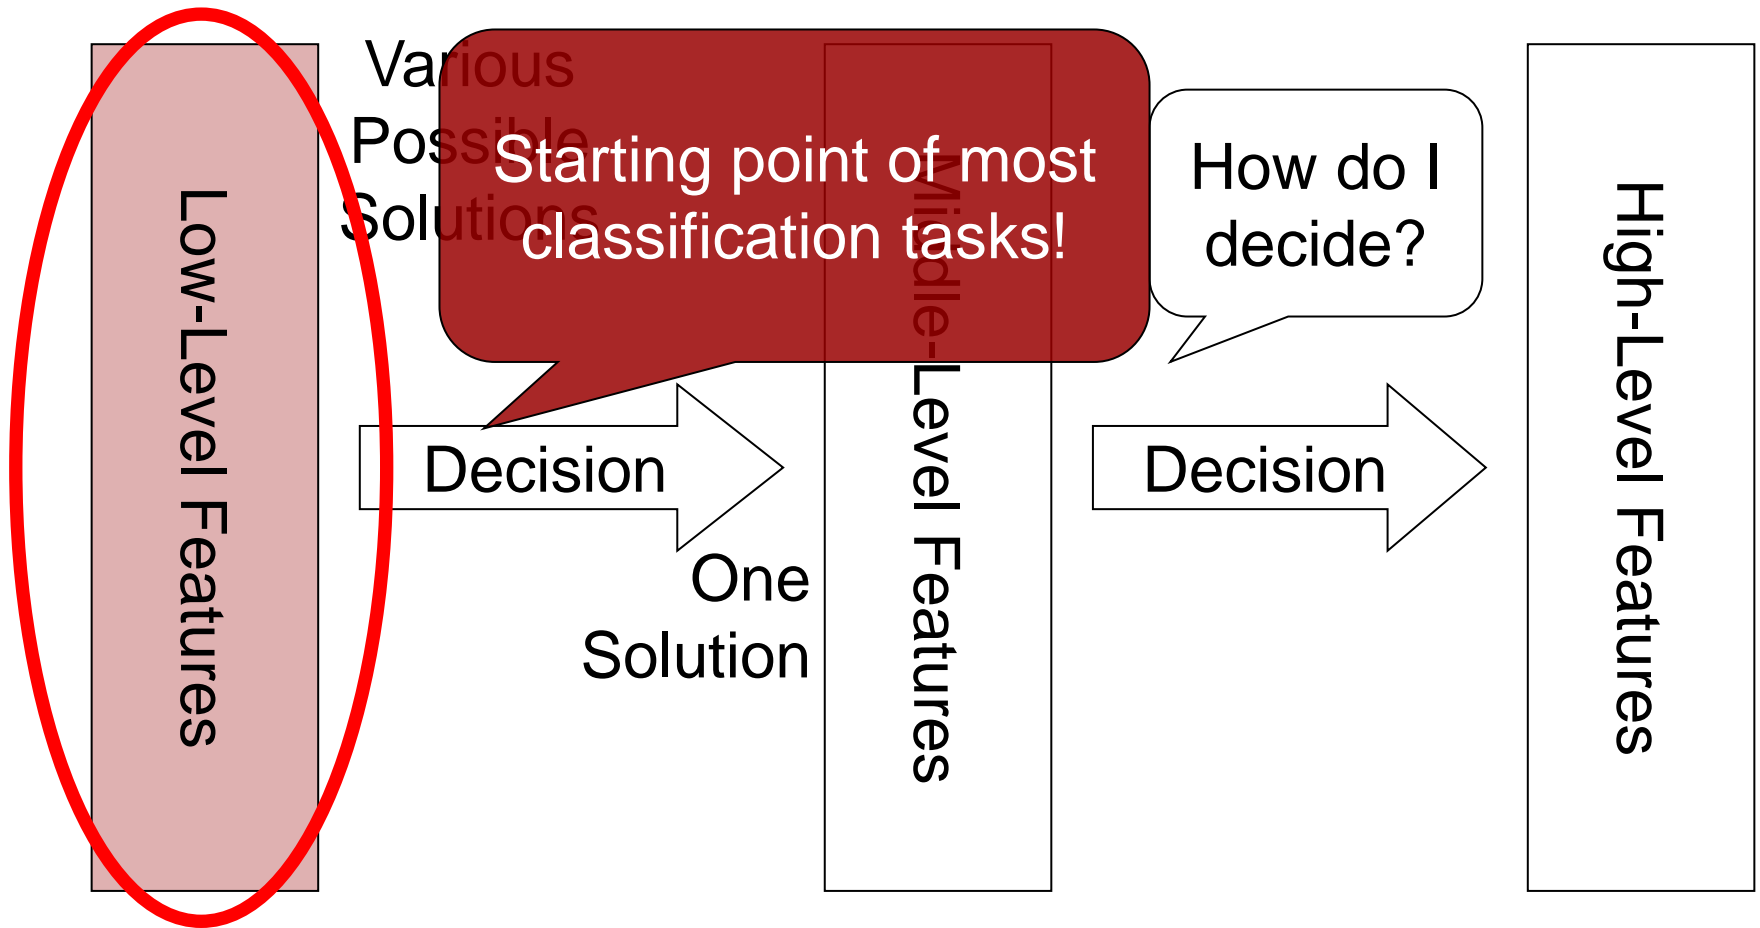 Low-Level Features
Various
Possible
Solutions
Starting point of most
classification tasks!
Decision
One
Solution
Middle-Level Features
How do I
decide?
Decision
High-Level Features